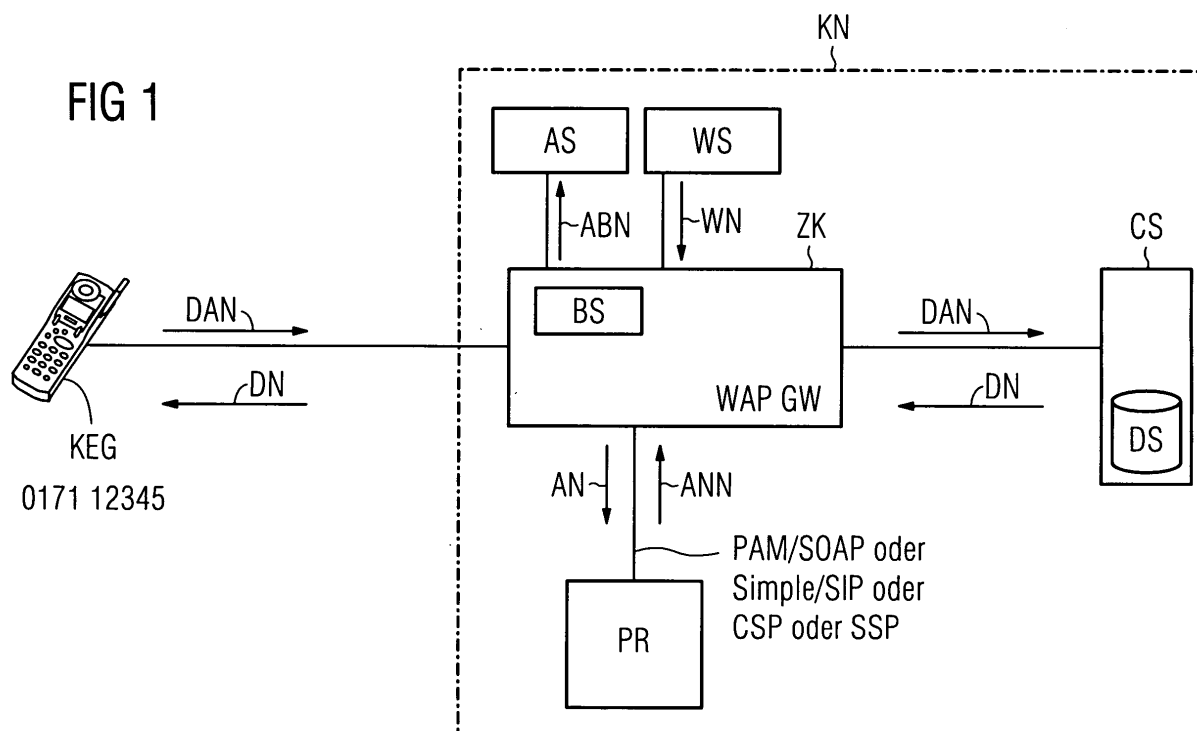 KN
FIG 1
AS
WS
ABN
WN
ZK
CS
BS
DAN
DAN
DN
WAP GW
DN
DS
KEG
0171 12345
AN
ANN
PAM/SOAP oder
Simple/SIP oder
CSP oder SSP
PR